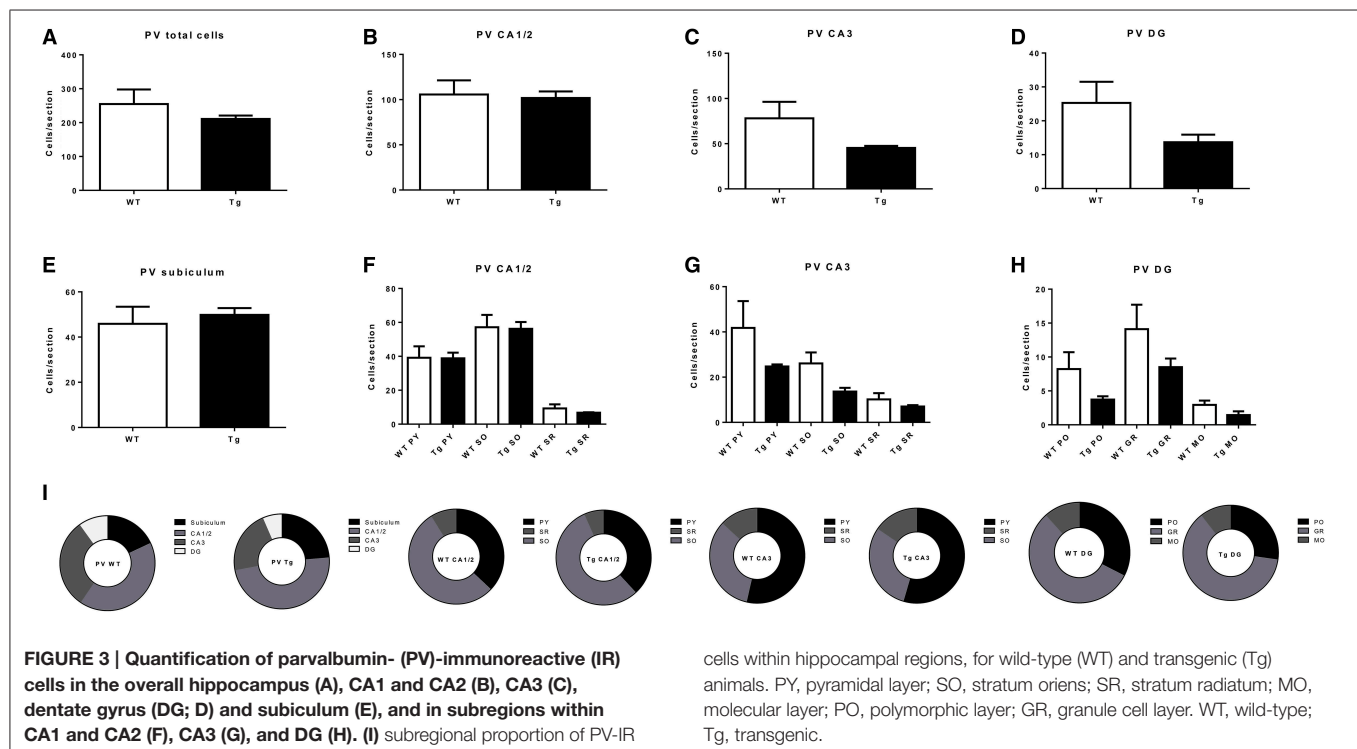 A
PV total cells
Cells/section
400
300
200
100
0
WT
Tg
B
PV CA1/2
Cells/section
150
100
50
0
WT
Tg
C
PV CA3
Cells/section
150
100
50
0
WT
Tg
D
PV DG
Cells/section
40
30
20
10
0
WT
Tg
E
PV subiculum
Cells/section
60
40
20
0
WT
Tg
F
PV CA1/2
Cells/section
80
60
40
20
0
WT PY
Tg PY
WT SO
Tg SO
WT SR
Tg SR
G
PV CA3
Cells/section
60
40
20
0
WT PY
Tg PY
WT SO
Tg SO
WT SR
Tg SR
H
PV DG
Cells/section
20
15
10
5
0
WT PO
Tg PO
WT GR
Tg GR
WT MO
Tg MO
I
PV WT
Subiculum
CA1/2
CA3
DG
PV Tg
Subiculum
CA1/2
CA3
DG
WT CA1/2
PY
SR
SO
Tg CA1/2
PY
SR
SO
WT CA3
PY
SR
SO
Tg CA3
PY
SR
SO
WT DG
PO
GR
MO
Tg DG
PO
GR
MO
FIGURE 3 | Quantification of parvalbumin- (PV)-immunoreactive (IR)
cells in the overall hippocampus (A), CA1 and CA2 (B), CA3 (C),
dentate gyrus (DG; D) and subiculum (E), and in subregions within
CA1 and CA2 (F), CA3 (G), and DG (H). (I) subregional proportion of PV-IR
cells within hippocampal regions, for wild-type (WT) and transgenic (Tg)
animals. PY, pyramidal layer; SO, stratum oriens; SR, stratum radiatum; MO,
molecular layer; PO, polymorphic layer; GR, granule cell layer. WT, wild-type;
Tg, transgenic.